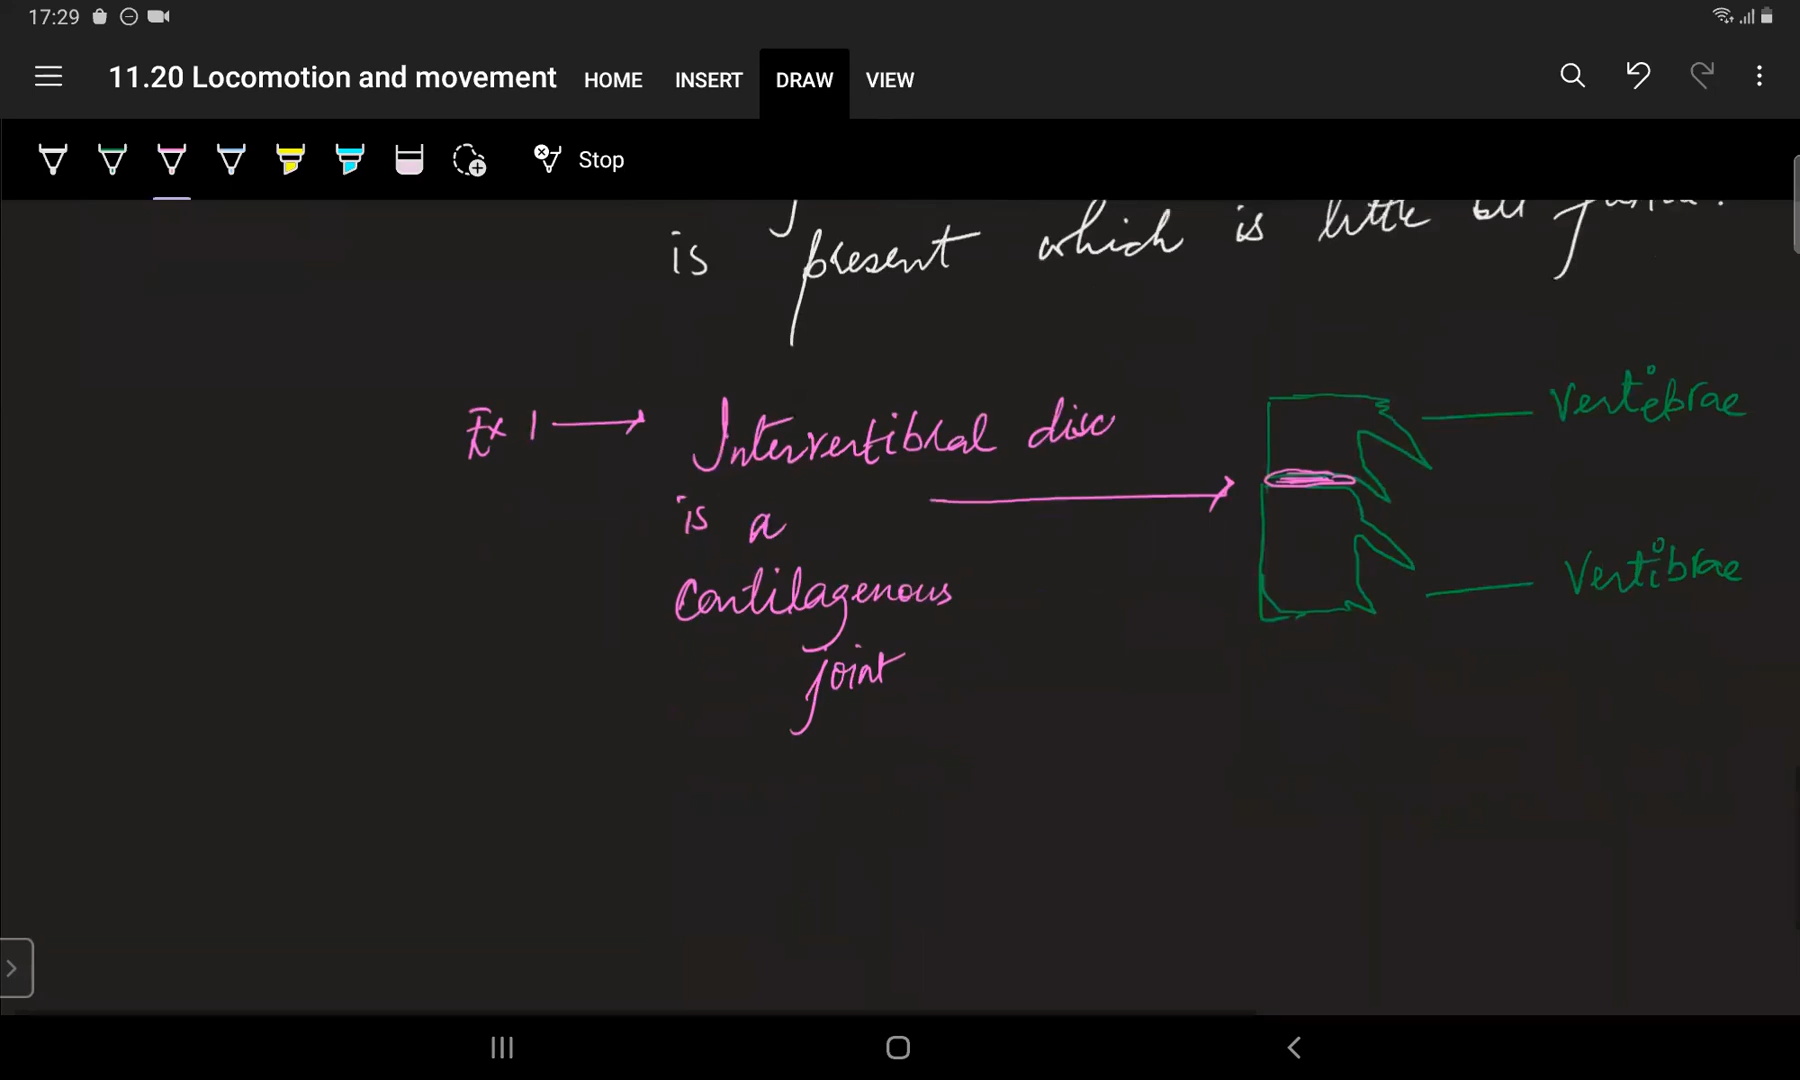 17:29
11.20 Locomotion and movement HOME INSERT DRAW VIEW
Stop
is present which is little bit
Ex 1 Intervertibral disc
is a
Cartilagenous
joint
Vertebrae
Vertibrae